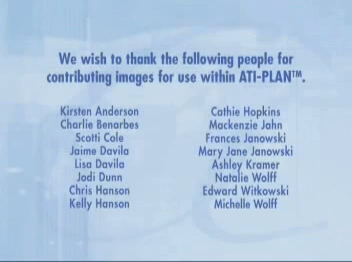 We wish to thank the following people for
contributing images for use within ATI-PLAN™.
Kirsten Anderson
Charlie Benarbes
Scotti Cole
Jaime Davila
Lisa Davila
Jodi Dunn
Chris Hanson
Kelly Hanson
Cathie Hopkins
Mackenzie Jahn
Frances Janowski
Mary Jane Janowski
Ashley Kramer
Natalie Wolff
Edward Witkowski
Michelle Wolff